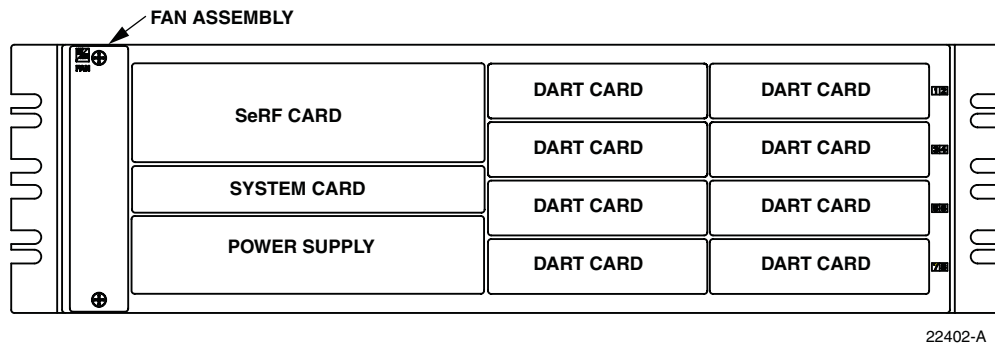 FAN ASSEMBLY
FAN
SeRF CARD
SYSTEM CARD
POWER SUPPLY
DART CARD DART CARD
DART CARD DART CARD
DART CARD DART CARD
DART CARD DART CARD
22402-A